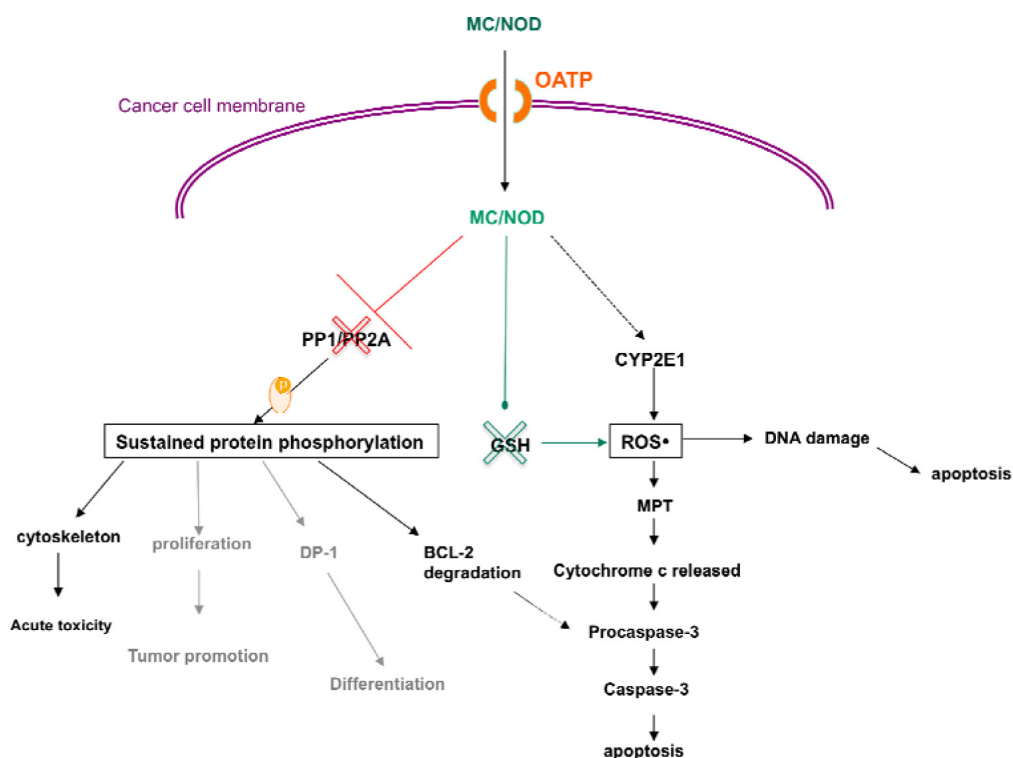 MC/NOD
OATP
Cancer cell membrane
MC/NOD
PP1/PP2A
CYP2E1
P
Sustained protein phosphorylation
GSH
ROS•
DNA damage
apoptosis
MPT
cytoskeleton
proliferation
DP-1
BCL-2
degradation
Cytochrome c released
Acute toxicity
Procaspase-3
Tumor promotion
Differentiation
Caspase-3
apoptosis